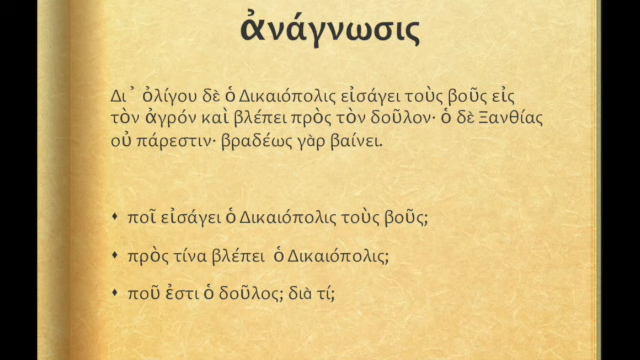 ἀνάγνωσις
Δι᾽ ὀλίγου δὲ ὁ Δικαιόπολις εἰσάγει τοὺς βοῦς εἰς
τὸν ἀγρόν καὶ βλέπει πρὸς τὸν δοῦλον· ὁ δὲ Ξανθίας
οὐ πάρεστιν· βραδέως γὰρ βαίνει.
• ποῖ εἰσάγει ὁ Δικαιόπολις τοὺς βοῦς;
• πρὸς τίνα βλέπει ὁ Δικαιόπολις;
• ποῦ ἐστι ὁ δοῦλος; διὰ τί;